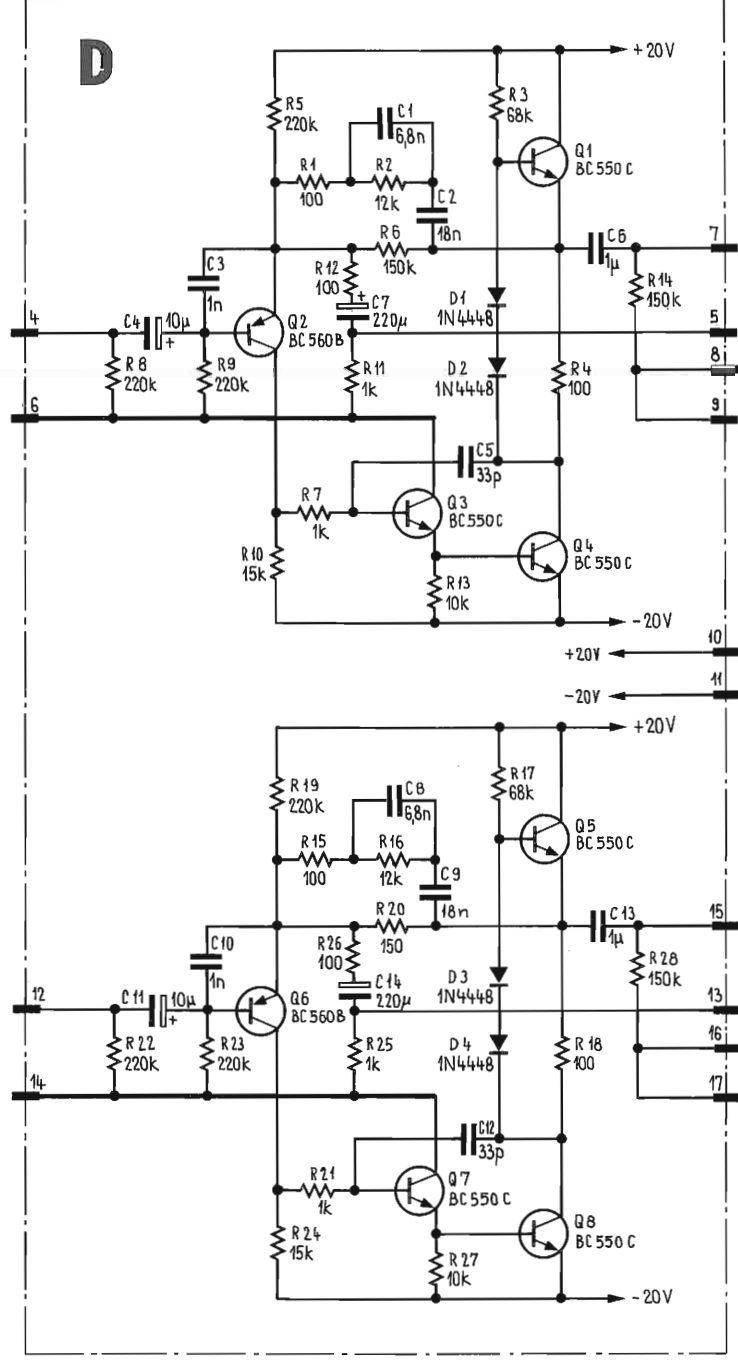 D
+20V
R5
220k
C1
6,8n
R3
68k
Q1
BC550C
R1
100
R2
12k
C2
18n
R6
150k
C6
1µ
7
C3
1n
R12
100
+
C7
220µ
D1
1N4448
R14
150k
4
C4
10µ
+
Q2
BC560B
5
R8
220k
R9
220k
R11
1k
D2
1N4448
R4
100
8
6
9
C5
33p
R7
1k
Q3
BC550C
R10
15k
Q4
BC550C
R13
10k
-20V
+20V
10
-20V
11
+20V
R19
220k
C8
6,8n
R17
68k
Q5
BC550C
R15
100
R16
12k
C9
18n
R20
150
C13
1µ
15
C10
1n
R26
100
C14
220µ
D3
1N4448
R28
150k
12
C11
10µ
+
Q6
BC560B
13
R22
220k
R23
220k
R25
1k
D4
1N4448
R18
100
16
14
17
C12
33p
R21
1k
Q7
BC550C
R24
15k
Q8
BC550C
R27
10k
-20V